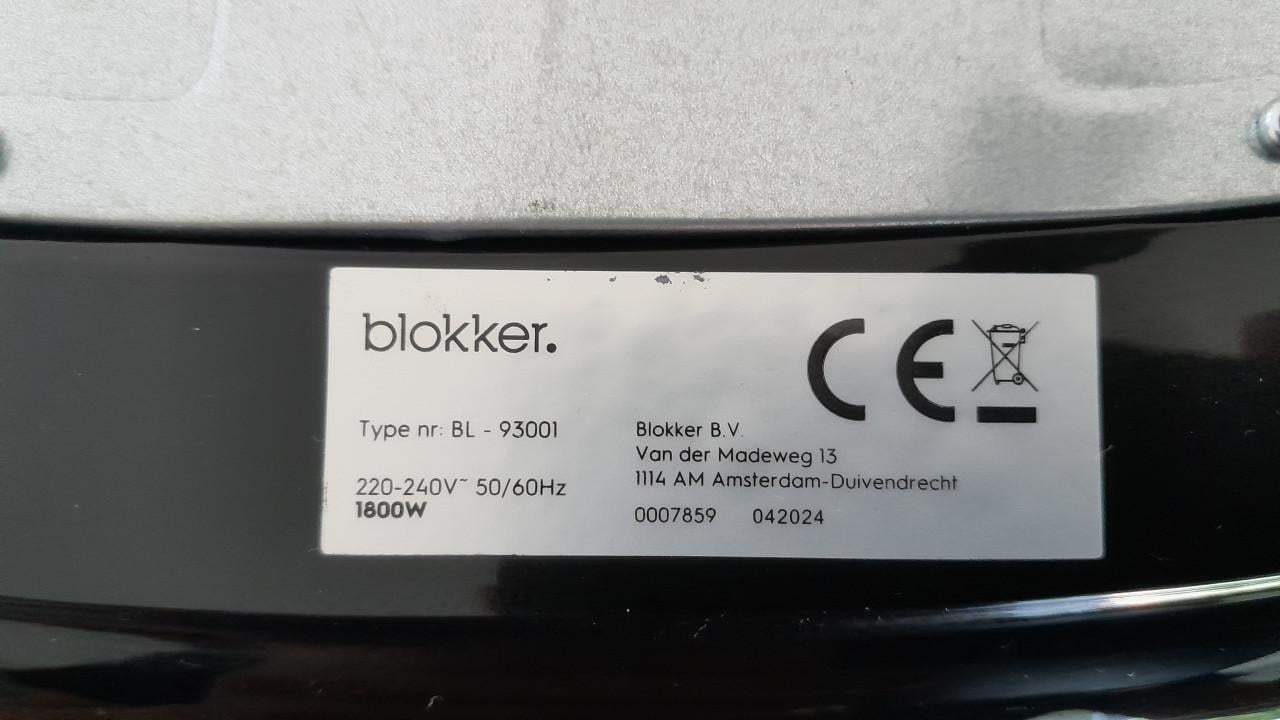 blokker.
CE
Type nr: BL - 93001
220-240V~ 50/60Hz
1800W
Blokker B.V.
Van der Madeweg 13
1114 AM Amsterdam-Duivendrecht
0007859 042024